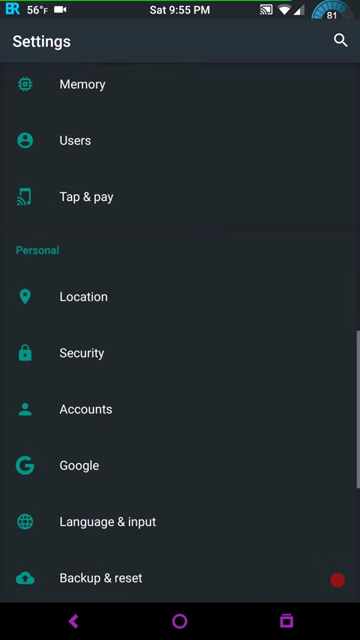 BR 56°F Sat 9:55 PM 81
Settings
Memory
Users
Tap & pay
Personal
Location
Security
Accounts
Google
Language & input
Backup & reset